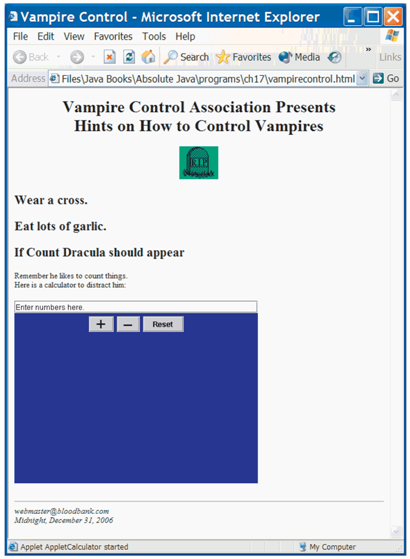 Vampire Control - Microsoft Internet Explorer
File Edit View Favorites Tools Help
Back Search Favorites Media »
Address Files\Java Books\Absolute Java\programs\ch17\vampirecontrol.html Go Links
Vampire Control Association Presents
Hints on How to Control Vampires
R.I.P
Wear a cross.
Eat lots of garlic.
If Count Dracula should appear
Remember he likes to count things.
Here is a calculator to distract him:
Enter numbers here.
+ − Reset
webmaster@bloodbank.com
Midnight, December 31, 2006
Applet AppletCalculator started My Computer